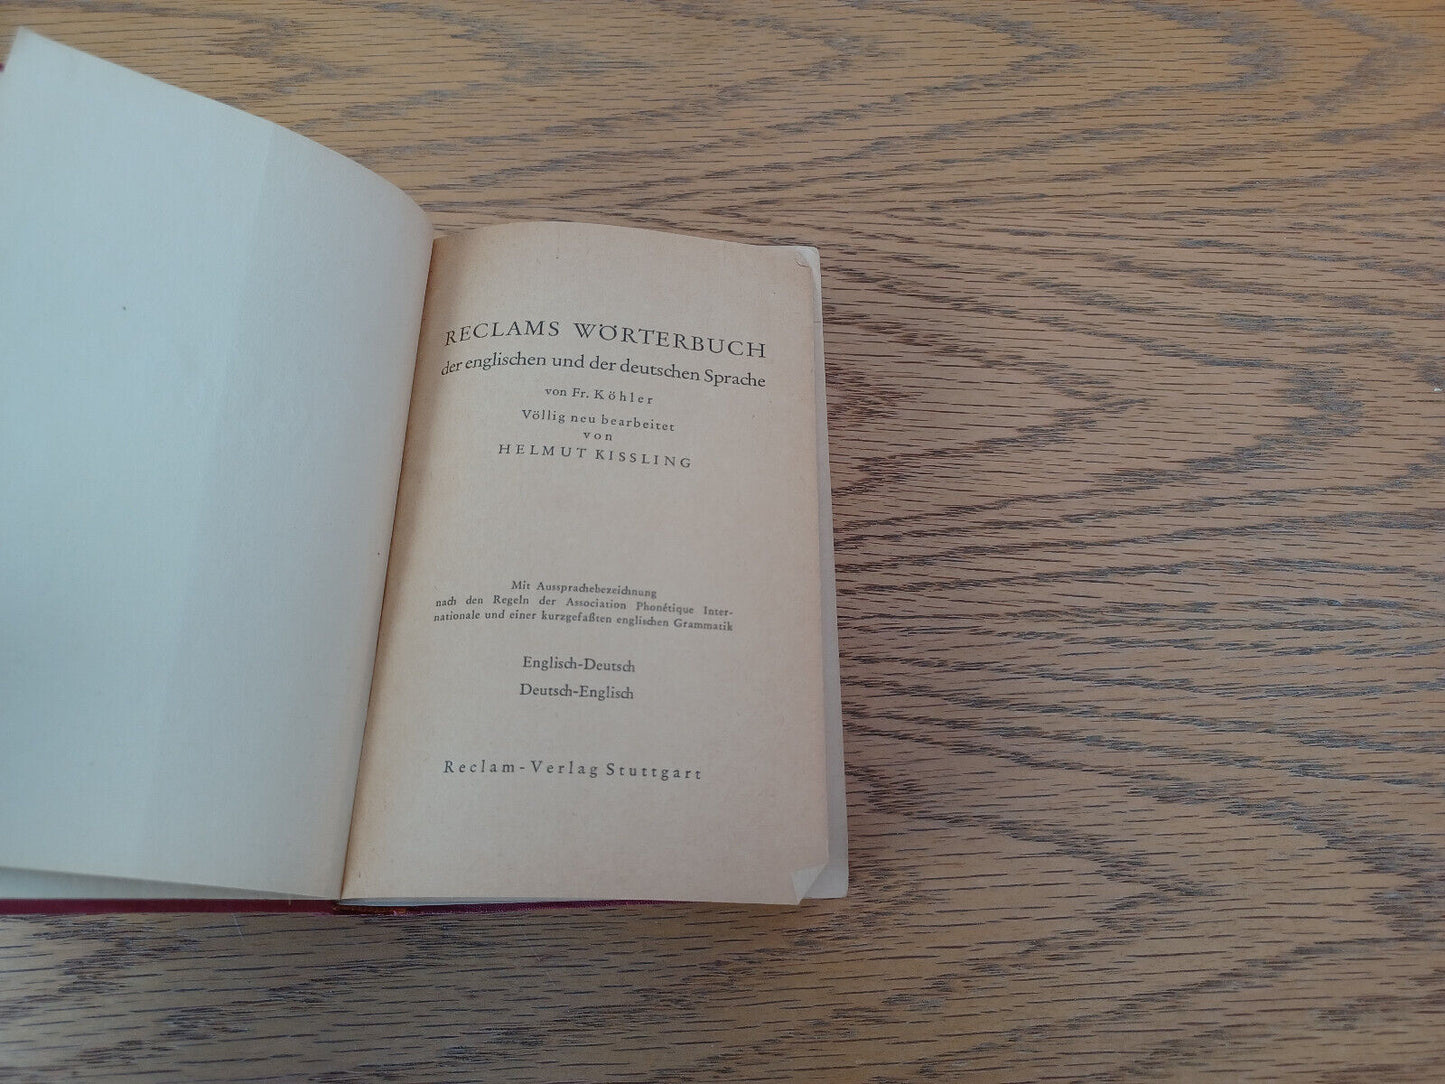 RECLAMS WÖRTERBUCH
der englischen und der deutschen Sprache
von Fr. Köhler
Völlig neu bearbeitet
von
HELMUT KISSLING
Mit Aussprachebezeichnung
nach den Regeln der Association Phonétique Inter-
nationale und einer kurzgefaßten englischen Grammatik
Englisch-Deutsch
Deutsch-Englisch
Reclam-Verlag Stuttgart